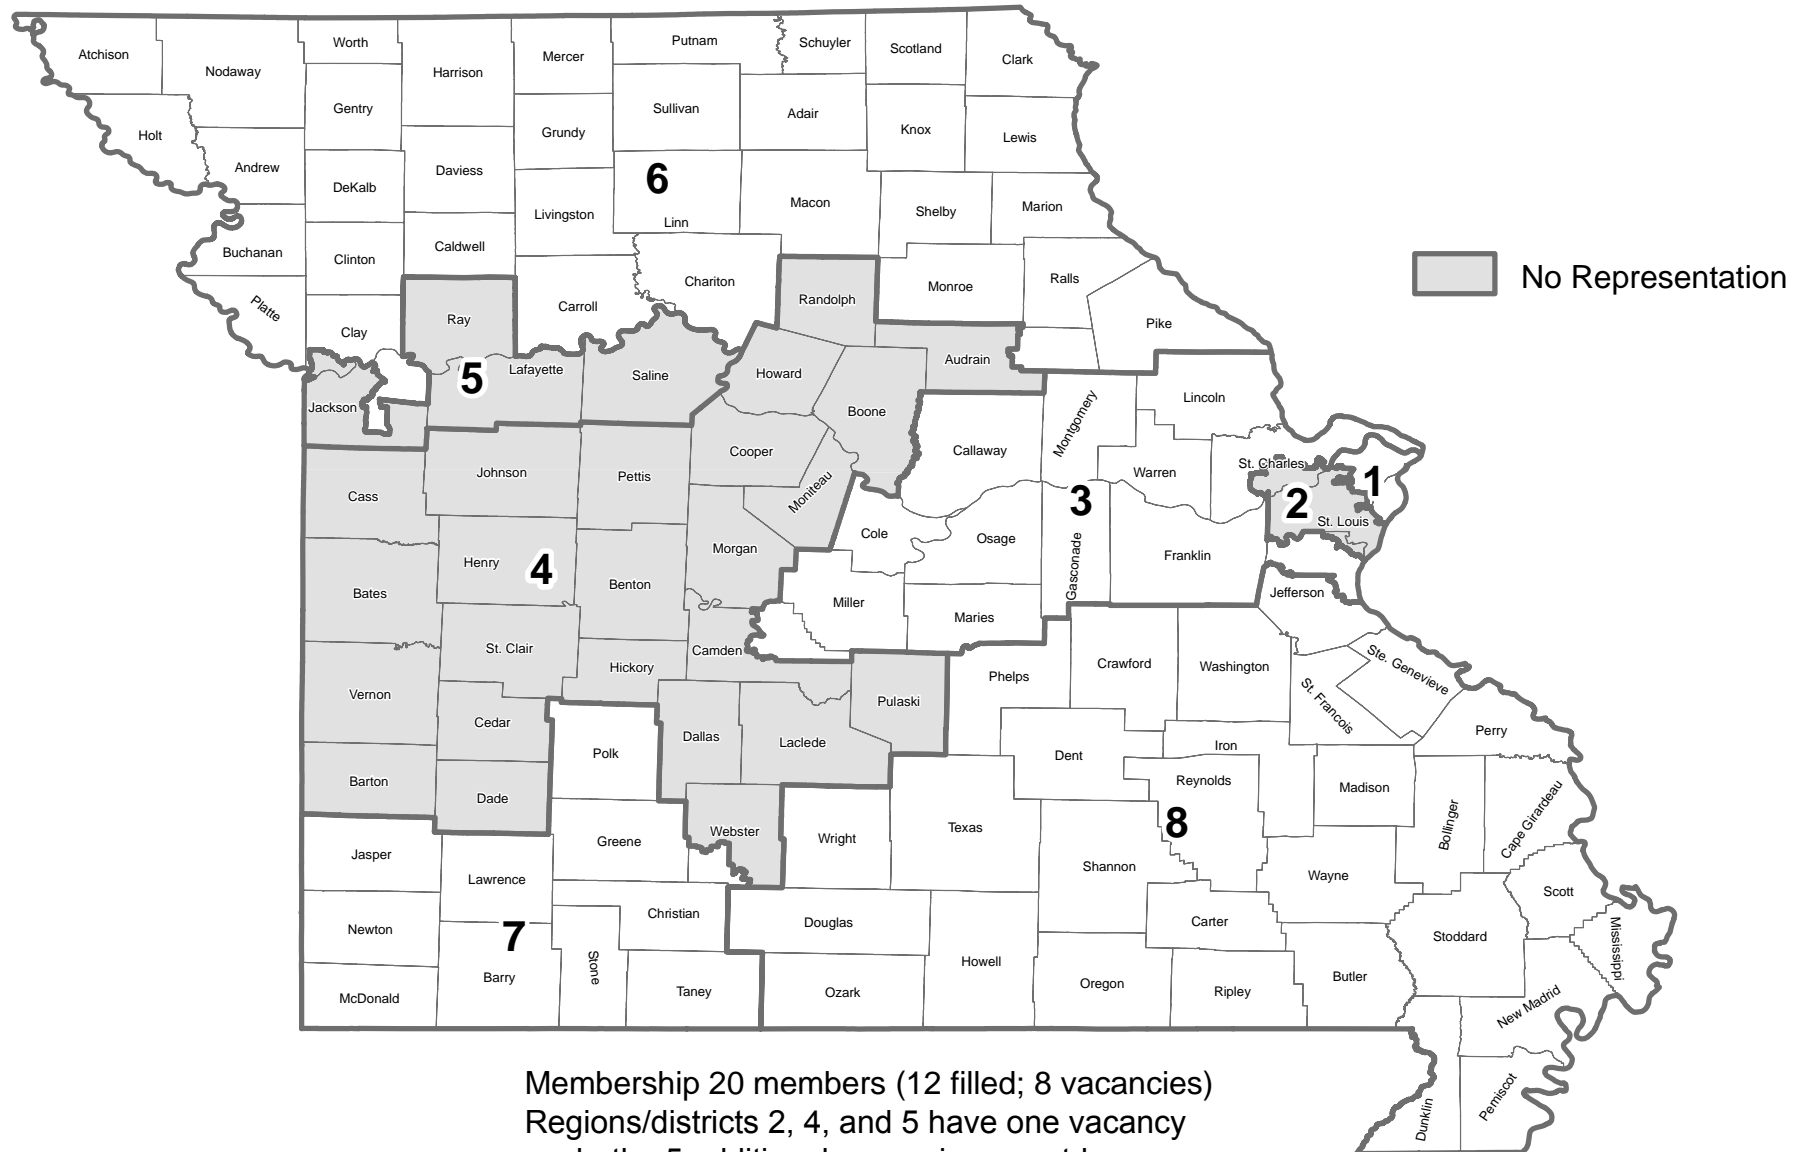 Atchison
Nodaway
Worth
Harrison
Mercer
Putnam
Schuyler
Scotland
Clark
Gentry
Sullivan
Adair
Holt
Grundy
Knox
Lewis
Andrew
DeKalb
Daviess
6
Livingston
Linn
Macon
Shelby
Marion
Buchanan
Clinton
Caldwell
Chariton
Monroe
Ralls
No Representation
Platte
Carroll
Randolph
Clay
Ray
Pike
5
Lafayette
Saline
Howard
Audrain
Jackson
Boone
Montgomery
Lincoln
Callaway
Cooper
Johnson
Pettis
Moniteau
Warren
St. Charles
1
Cass
3
2
St. Louis
Cole
Osage
Morgan
Henry
4
Benton
Gasconade
Franklin
Bates
Miller
Maries
Jefferson
St. Clair
Hickory
Camden
Phelps
Crawford
Washington
Ste. Genevieve
St. Francois
Vernon
Cedar
Pulaski
Polk
Dallas
Laclede
Dent
Iron
Perry
Barton
Dade
Reynolds
Madison
Bollinger
Cape Girardeau
Jasper
Greene
Webster
Wright
Texas
8
Shannon
Lawrence
Wayne
Scott
Newton
7
Christian
Douglas
Carter
Stoddard
Mississippi
Barry
Stone
Howell
McDonald
Taney
Ozark
Oregon
Ripley
Butler
New Madrid
Membership 20 members (12 filled; 8 vacancies)
Regions/districts 2, 4, and 5 have one vacancy
Dunklin
Pemiscot